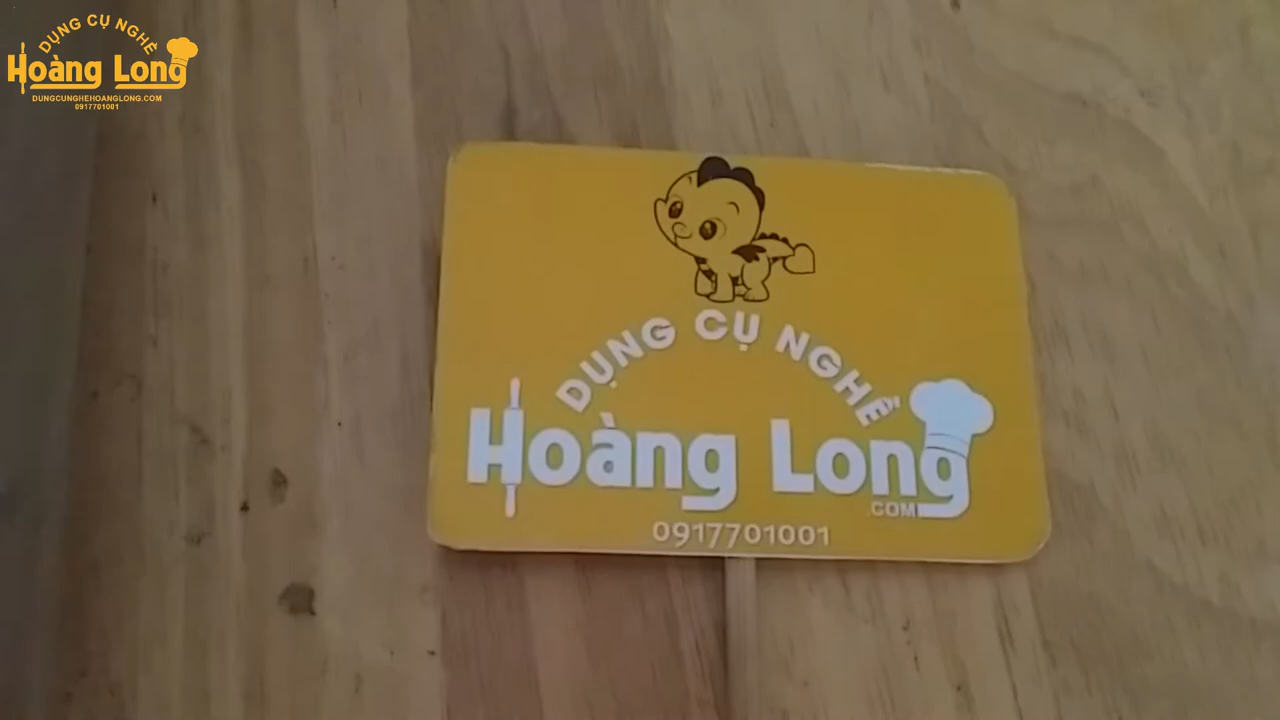 DỤNG CỤ NGHỀ
Hoàng Long
DUNGCUNGHEHOANGLONG.COM
0917701001
DỤNG CỤ NGHỀ
Hoàng Long
.COM
0917701001